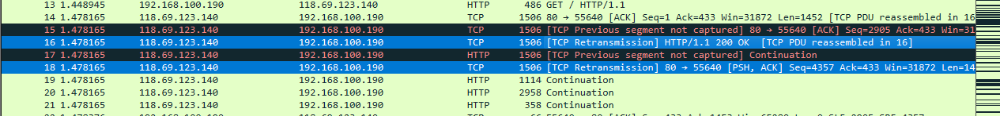 13 1.448945 192.168.100.190 118.69.123.140 HTTP 486 GET / HTTP/1.1
14 1.478165 118.69.123.140 192.168.100.190 TCP 1506 80 → 55640 [ACK] Seq=1 Ack=433 Win=31872 Len=1452 [TCP PDU reassembled in 16
15 1.478165 118.69.123.140 192.168.100.190 TCP 1506 [TCP Previous segment not captured] 80 → 55640 [ACK] Seq=2905 Ack=433 Win=31
16 1.478165 118.69.123.140 192.168.100.190 HTTP 1506 [TCP Retransmission] HTTP/1.1 200 OK [TCP PDU reassembled in 16]
17 1.478165 118.69.123.140 192.168.100.190 HTTP 1506 [TCP Previous segment not captured] Continuation
18 1.478165 118.69.123.140 192.168.100.190 TCP 1506 [TCP Retransmission] 80 → 55640 [PSH, ACK] Seq=4357 Ack=433 Win=31872 Len=14
19 1.478165 118.69.123.140 192.168.100.190 HTTP 1114 Continuation
20 1.478165 118.69.123.140 192.168.100.190 HTTP 2958 Continuation
21 1.478165 118.69.123.140 192.168.100.190 HTTP 358 Continuation